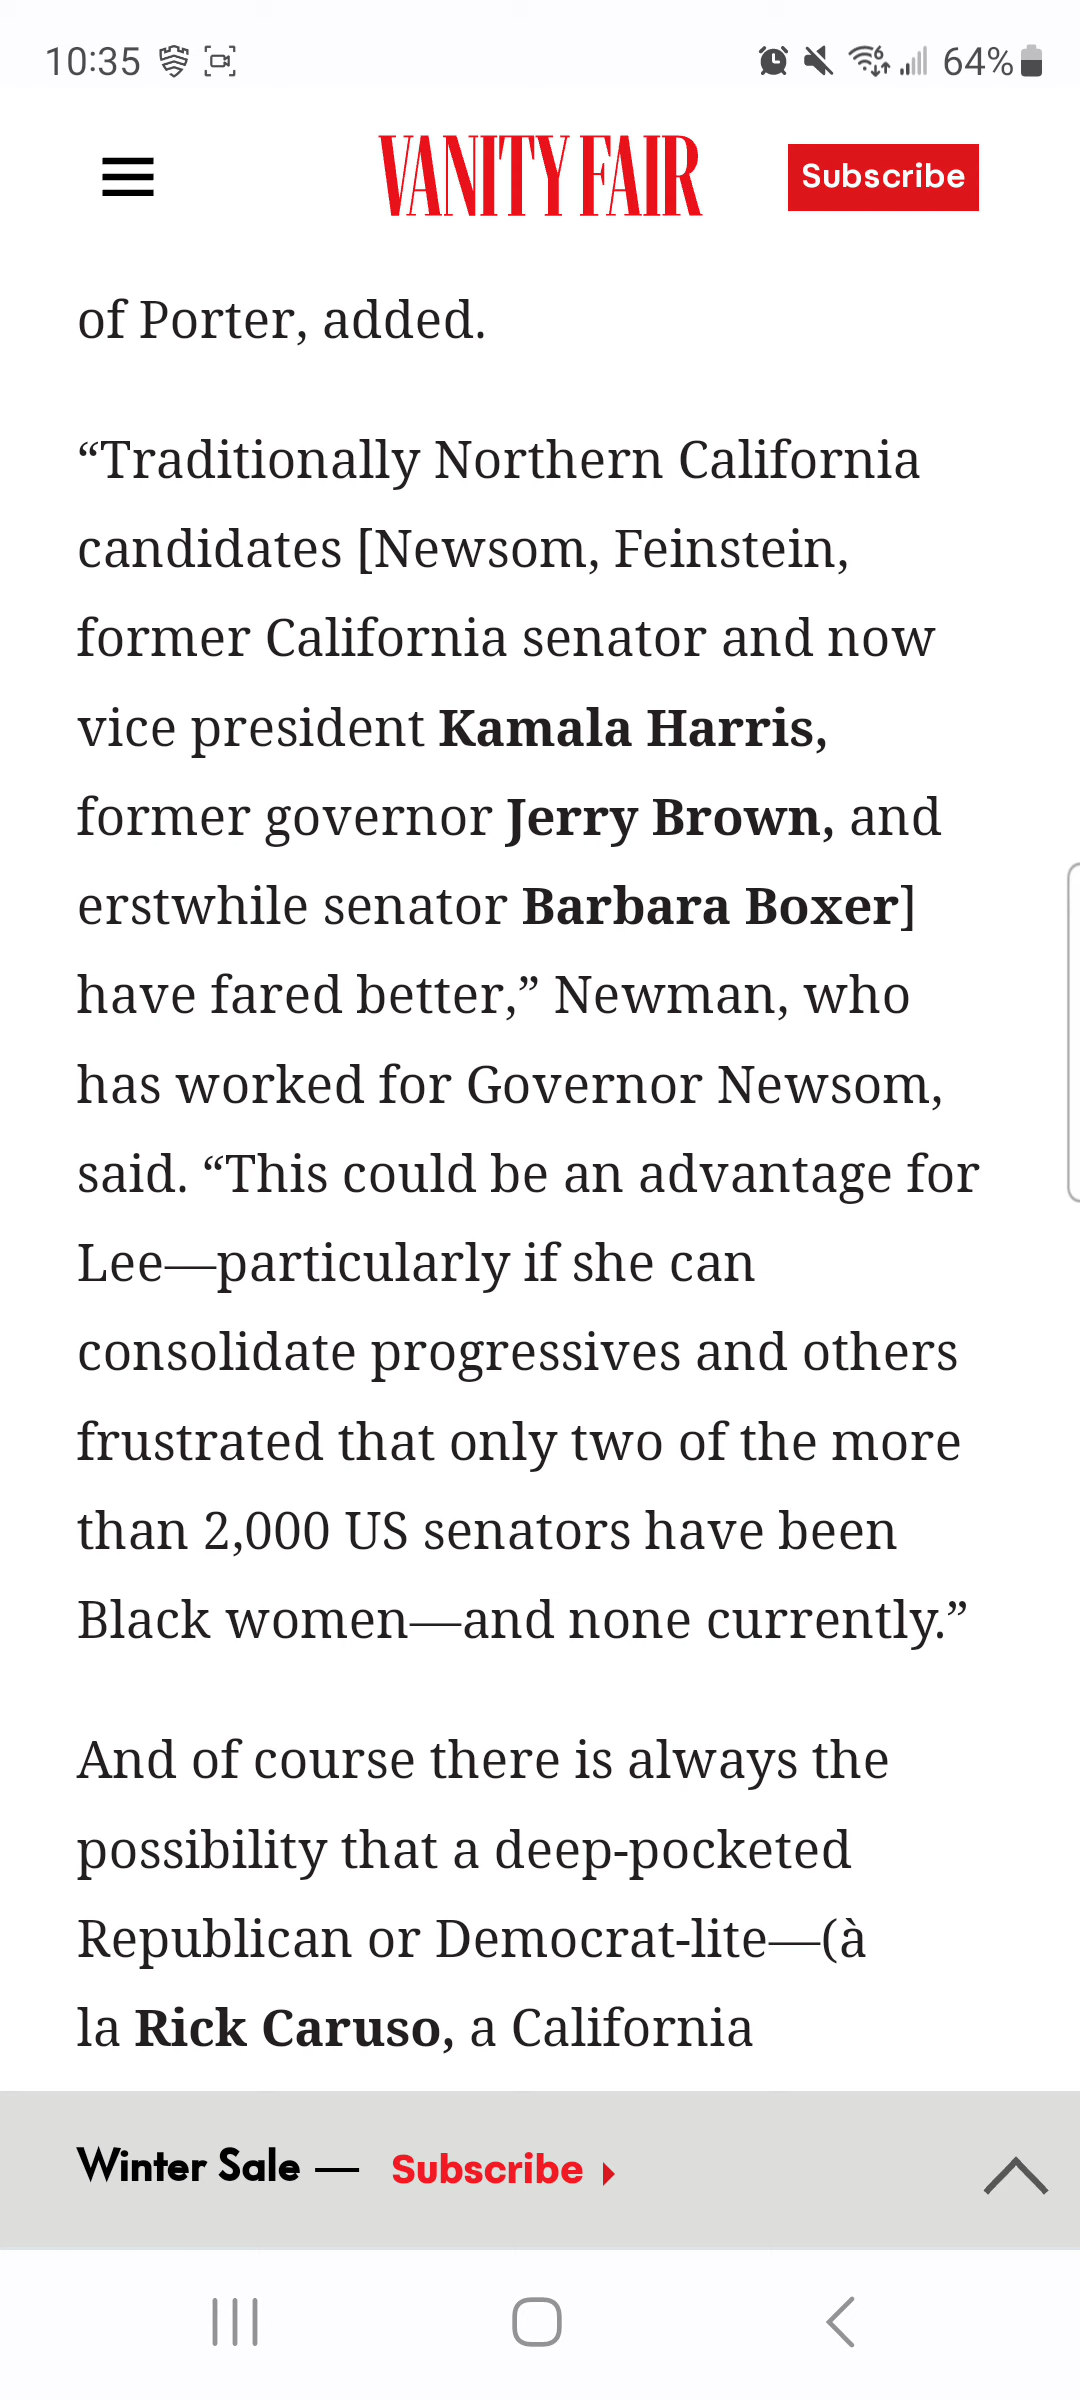 10:35
64%
VANITY FAIR
Subscribe
of Porter, added.
“Traditionally Northern California
candidates [Newsom, Feinstein,
former California senator and now
vice president Kamala Harris,
former governor Jerry Brown, and
erstwhile senator Barbara Boxer]
have fared better,” Newman, who
has worked for Governor Newsom,
said. “This could be an advantage for
Lee—particularly if she can
consolidate progressives and others
frustrated that only two of the more
than 2,000 US senators have been
Black women—and none currently.”
And of course there is always the
possibility that a deep-pocketed
Republican or Democrat-lite—(à
la Rick Caruso, a California
Winter Sale — Subscribe